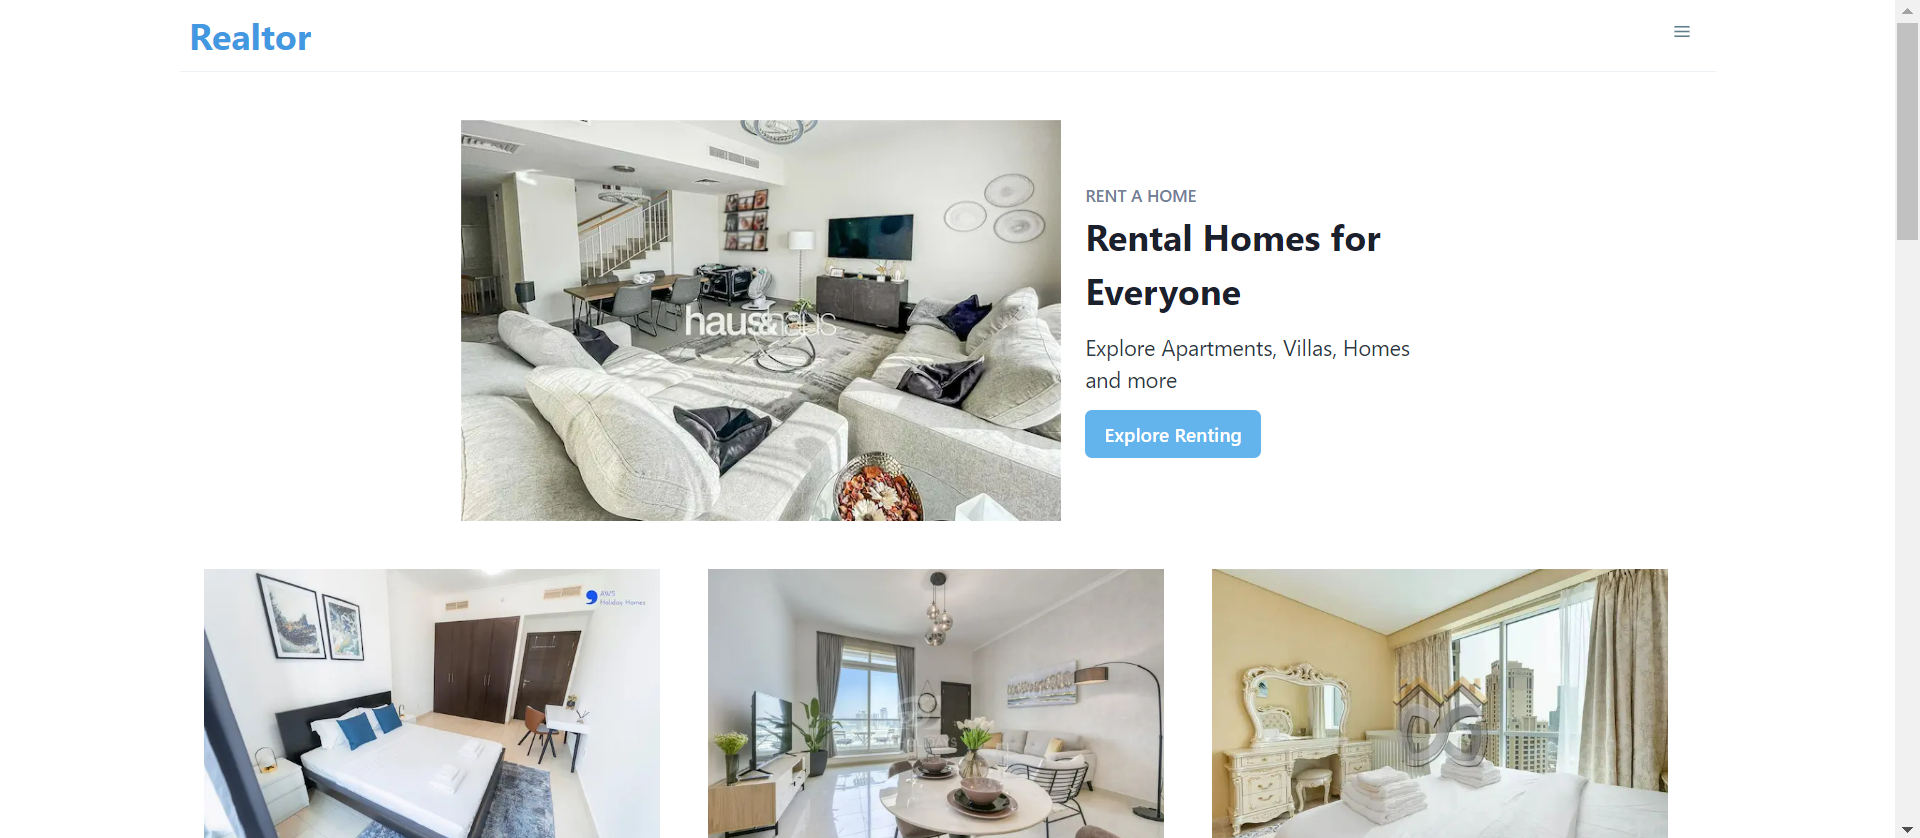 Realtor
RENT A HOME
Rental Homes for
Everyone
Explore Apartments, Villas, Homes
and more
Explore Renting
haus&haus
AWS
Holiday Homes